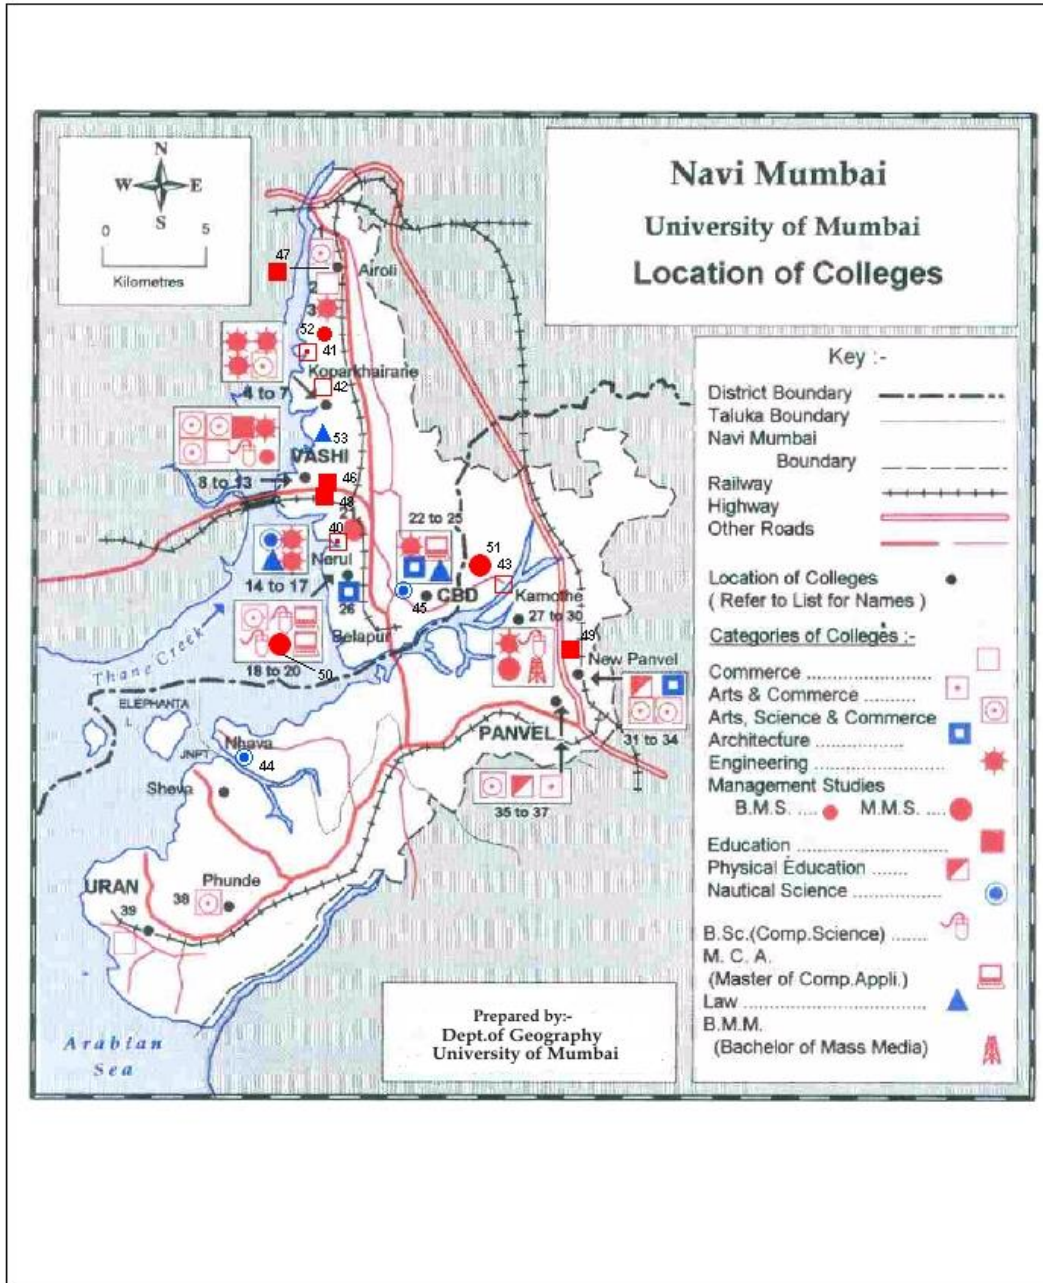 N
W E
S
0 5
Kilometres
Navi Mumbai
University of Mumbai
Location of Colleges
47
Airoli
2
3
52
41
Koparkhairane
42
4 to 7
53
VASHI
46
8 to 13
48
21
22 to 25
40
51
43
Nerul
14 to 17
CBD
Kamothe
26
45
27 to 30
Belapur
49
New Panvel
Thane Creek
18 to 20
50
ELEPHANTA
I.
PANVEL
31 to 34
Nhava
JNPT
44
Sheva
35 to 37
URAN
Phunde
38
39
Arabian
Sea
Prepared by:-
Dept.of Geography
University of Mumbai
Key :-
District Boundary
Taluka Boundary
Navi Mumbai
Boundary
Railway
Highway
Other Roads
Location of Colleges
( Refer to List for Names )
Categories of Colleges :-
Commerce ..............................
Arts & Commerce ..........
Arts, Science & Commerce
Architecture ...................
Engineering ...................
Management Studies
B.M.S. .... M.M.S. ....
Education ............................
Physical Education ......
Nautical Science ................
B.Sc.(Comp.Science) ......
M. C. A.
(Master of Comp.Appli.)
Law ................................
B.M.M.
(Bachelor of Mass Media)